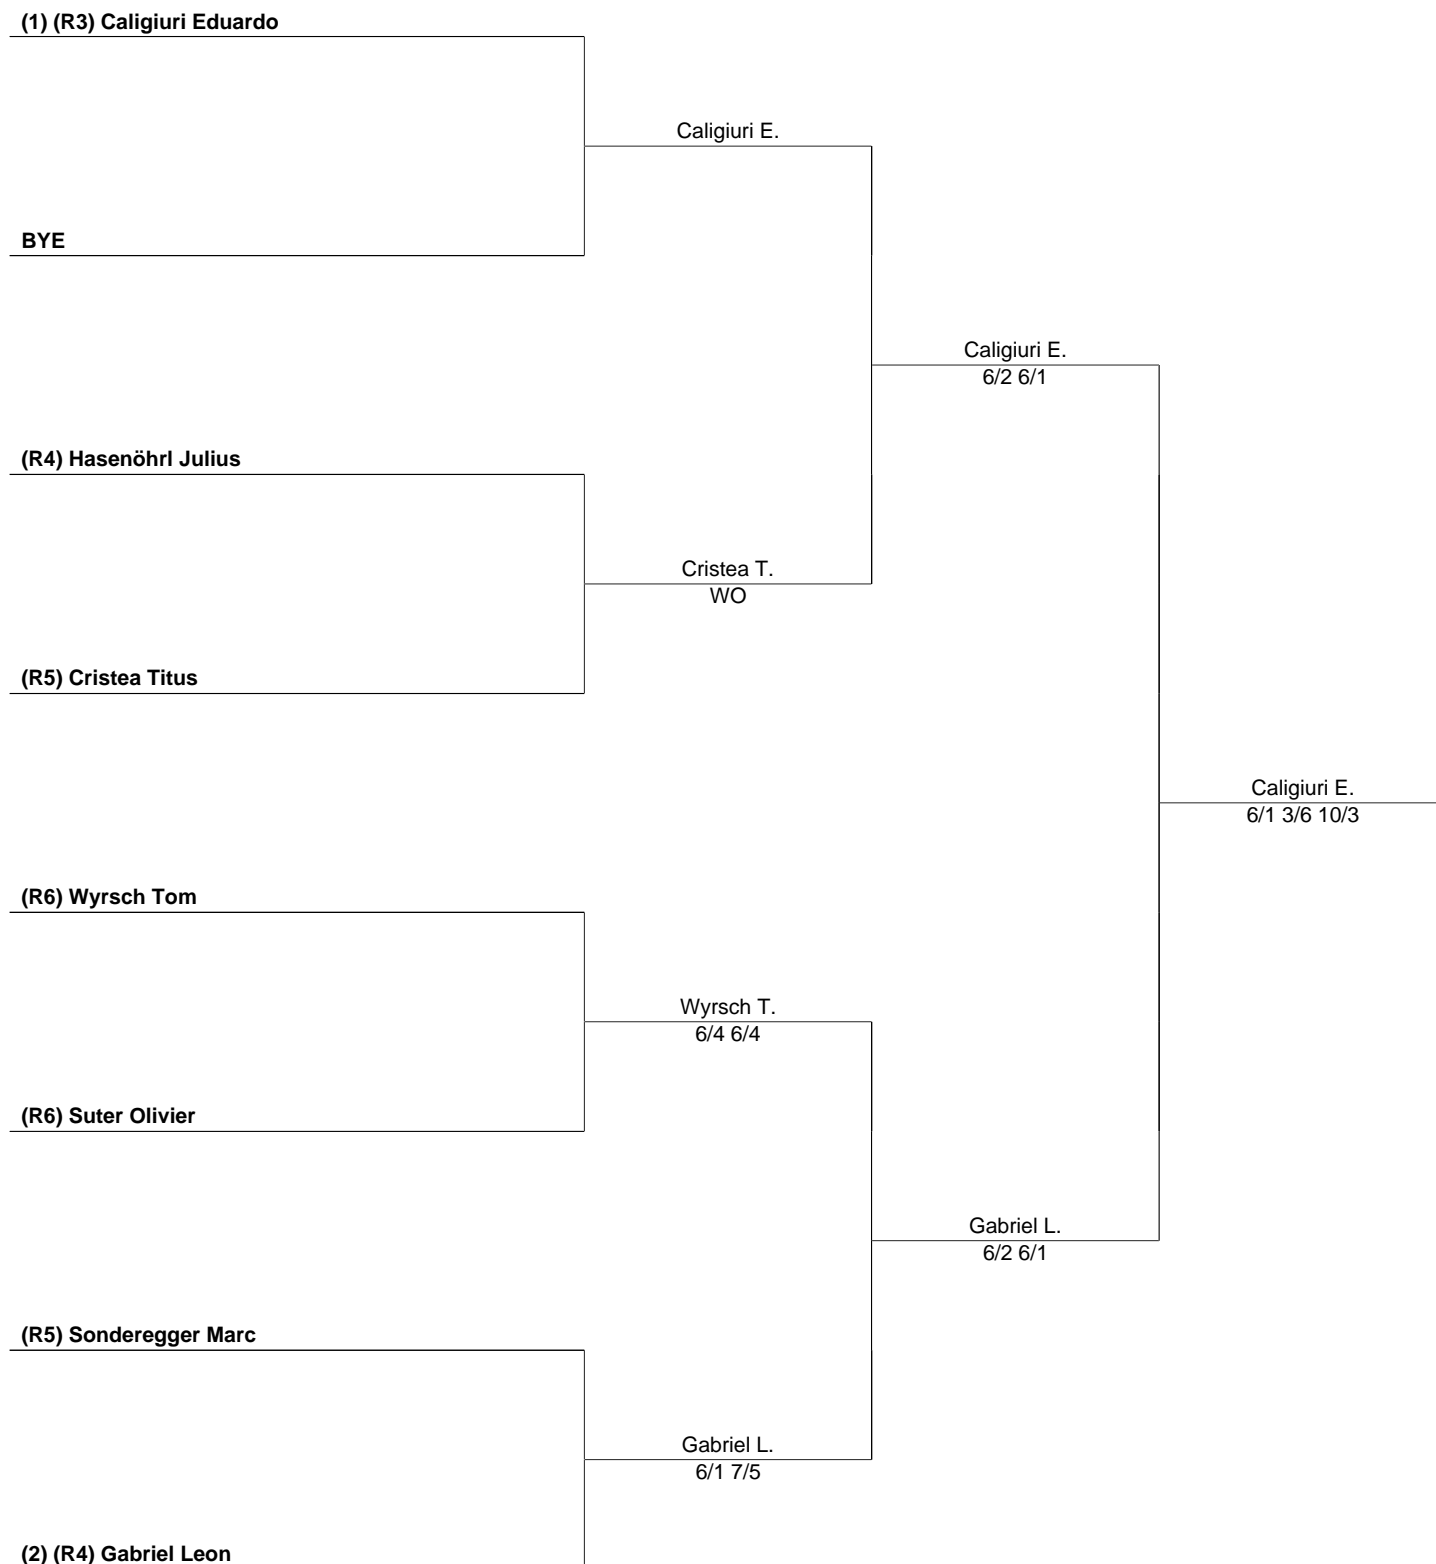 (1) (R3) Caligiuri Eduardo
Caligiuri E.
BYE
Caligiuri E.
6/2 6/1
(R4) Hasenöhrl Julius
Cristea T.
WO
(R5) Cristea Titus
Caligiuri E.
6/1 3/6 10/3
(R6) Wyrsch Tom
Wyrsch T.
6/4 6/4
(R6) Suter Olivier
Gabriel L.
6/2 6/1
(R5) Sonderegger Marc
Gabriel L.
6/1 7/5
(2) (R4) Gabriel Leon